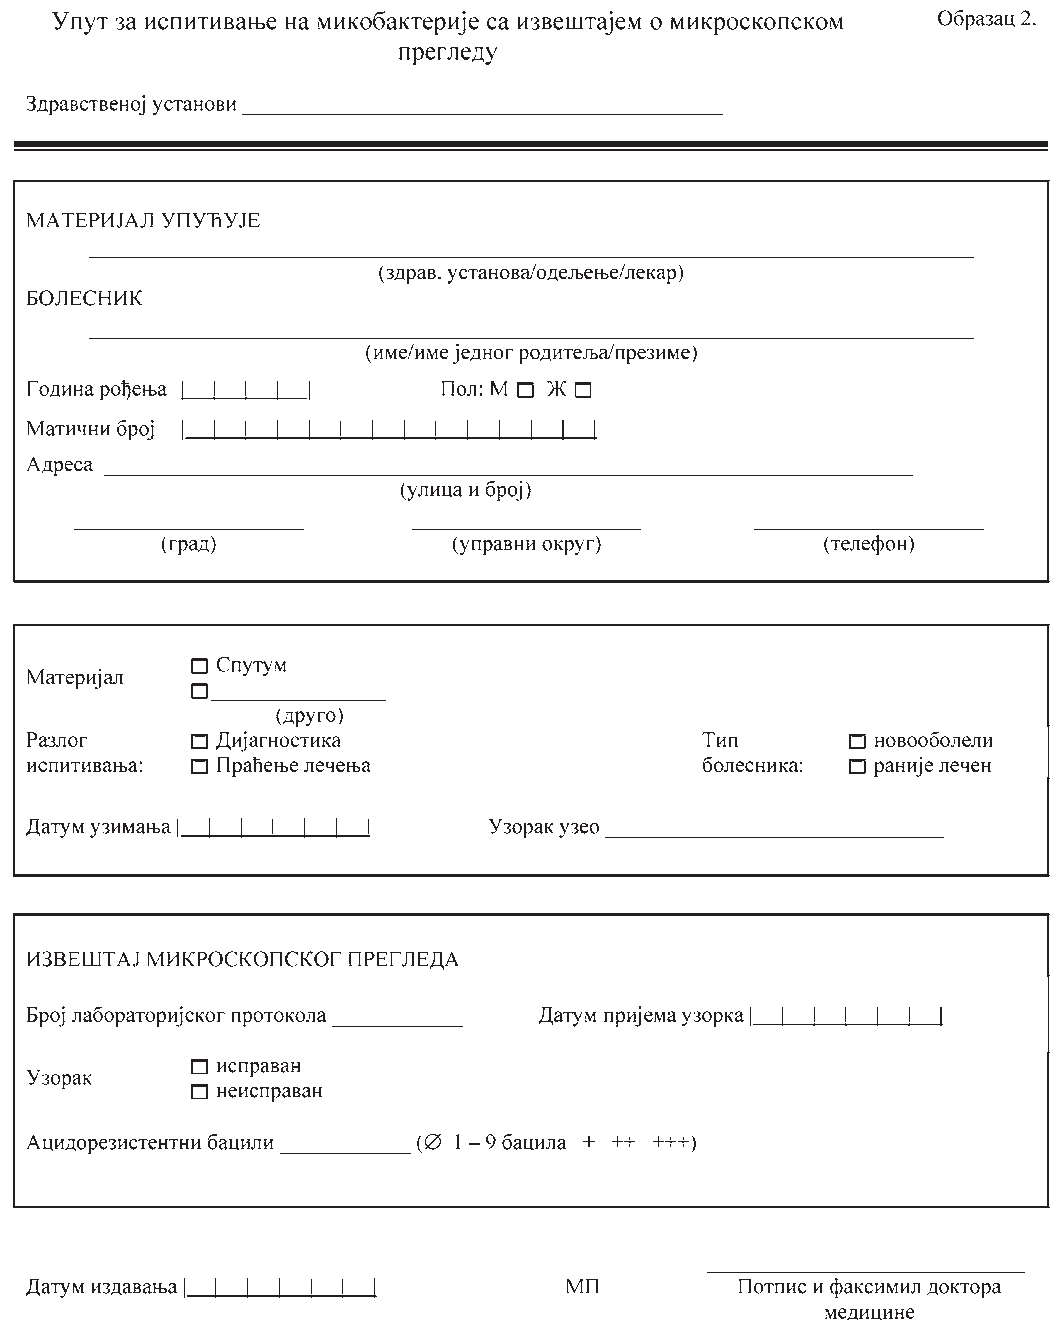 Упут за испитивање на микобактерије са извештајем о микроскопском Образац 2.
прегледу
Здравственој установи
МАТЕРИЈАЛ УПУЋУЈЕ
(здрав. установа/одељење/лекар)
БОЛЕСНИК
(име/име једног родитеља/презиме)
Година рођења Пол: М Ж
Матични број
Адреса
(улица и број)
(град) (управни округ) (телефон)
Спутум
Материјал
(друго)
Разлог Дијагностика Тип новооболели
испитивања: Праћење лечења болесника: раније лечен
Датум узимања Узорак узео
ИЗВЕШТАЈ МИКРОСКОПСКОГ ПРЕГЛЕДА
Број лабораторијског протокола Датум пријема узорка
исправан
Узорак
неисправан
Ацидорезистентни бацили (∅ 1 – 9 бацила + ++ +++)
Датум издавања МП Потпис и факсимил доктора
медицине